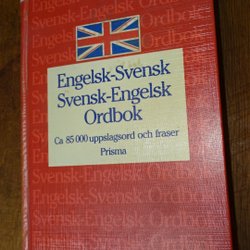 Engelsk-Svensk
Svensk-Engelsk
Ordbok
Ca 85 000 uppslagsord och fraser
Prisma